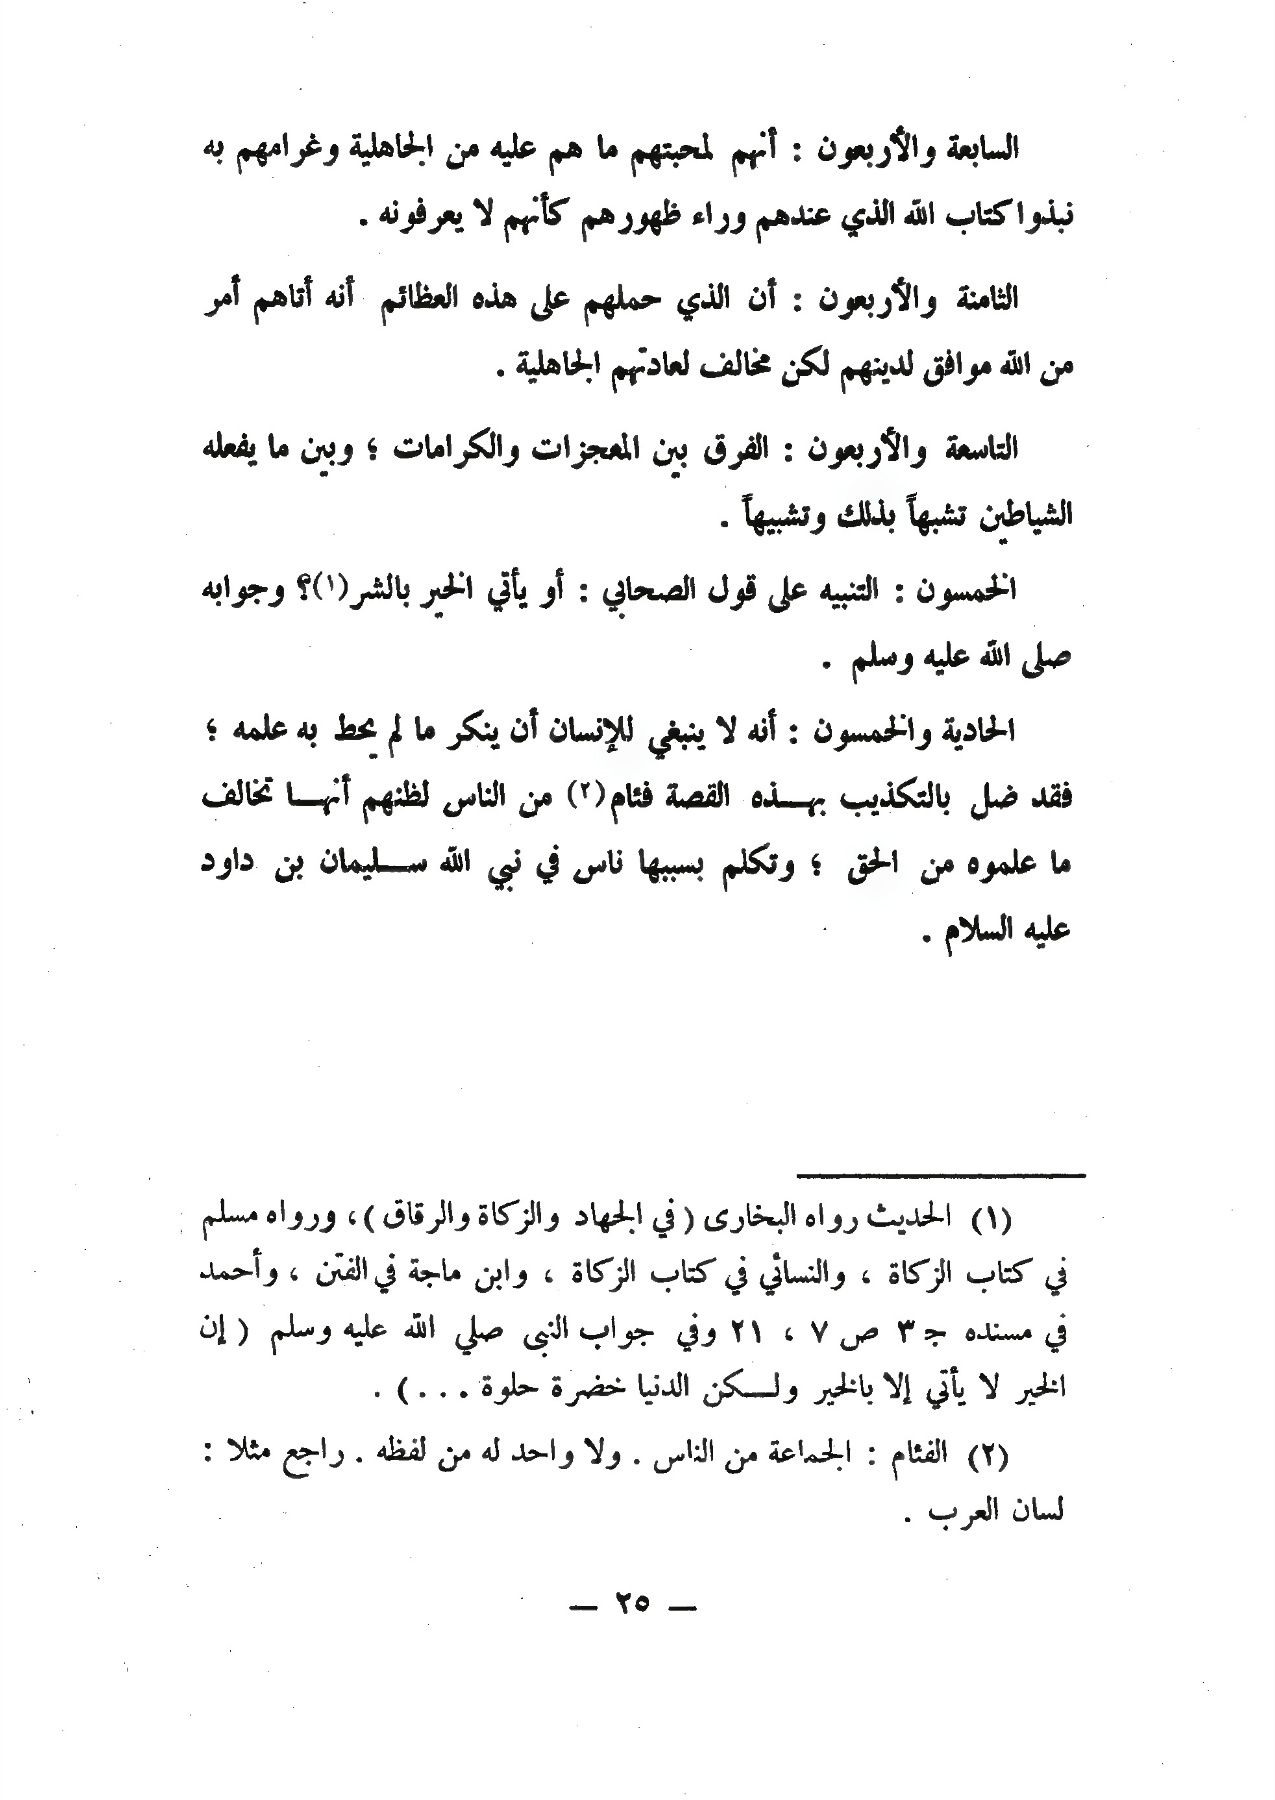 السابعة والأربعون : أنهم لمحبتهم ما هم عليه من الجاهلية وغرامهم به
نبذوا كتاب الله الذي عندهم وراء ظهورهم كأنهم لا يعرفونه .
الثامنة والأربعون : أن الذي حملهم على هذه العظائم أنه أتاهم أمر
من الله موافق لدينهم لكن مخالف لعادتهم الجاهلية .
التاسعة والأربعون : الفرق بين المعجزات والكرامات ؛ وبين ما يفعله
الشياطين تشبهاً بذلك وتشبيهاً .
الخمسون : التنبيه على قول الصحابي : أو يأتي الخير بالشر(١)؟ وجوابه
صلى الله عليه وسلم .
الحادية والخمسون : أنه لا ينبغي للإنسان أن ينكر ما لم يحط به علمه ؛
فقد ضل بالتكذيب بهـذه القصة فئام(٢) من الناس لظنهم أنهـا تخالف
ما علموه من الحق ؛ وتكلم بسببها ناس في نبي الله سـليمان بن داود
عليه السلام .
(١) الحديث رواه البخارى ( في الجهاد والزكاة والرقاق )، ورواه مسلم
في كتاب الزكاة ، والنسائي في كتاب الزكاة ، وابن ماجة في الفتن ، وأحمد
في مسنده جـ ٣ ص ٧ ، ٢١ وفي جواب النبى صلي الله عليه وسلم ( إن
الخير لا يأتي إلا بالخير ولـكن الدنيا خضرة حلوة . . . ) .
(٢) الفئام : الجماعة من الناس . ولا واحد له من لفظه . راجع مثلا :
لسان العرب .
— ٢٥ —